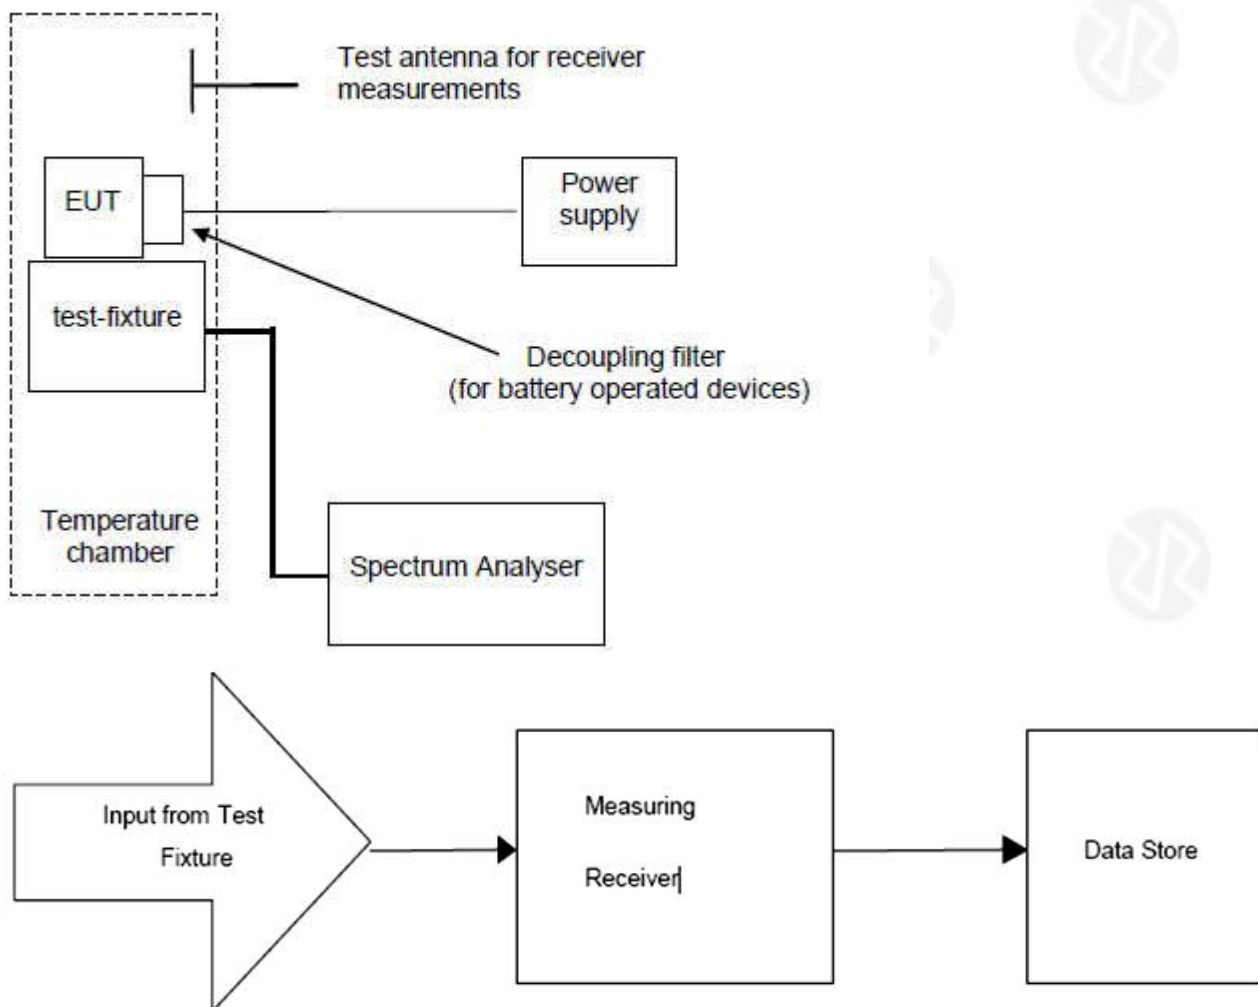 Test antenna for receiver
measurements
EUT
Power
supply
test-fixture
Decoupling filter
(for battery operated devices)
Temperature
chamber
Spectrum Analyser
Input from Test
Fixture
Measuring
Receiver
Data Store